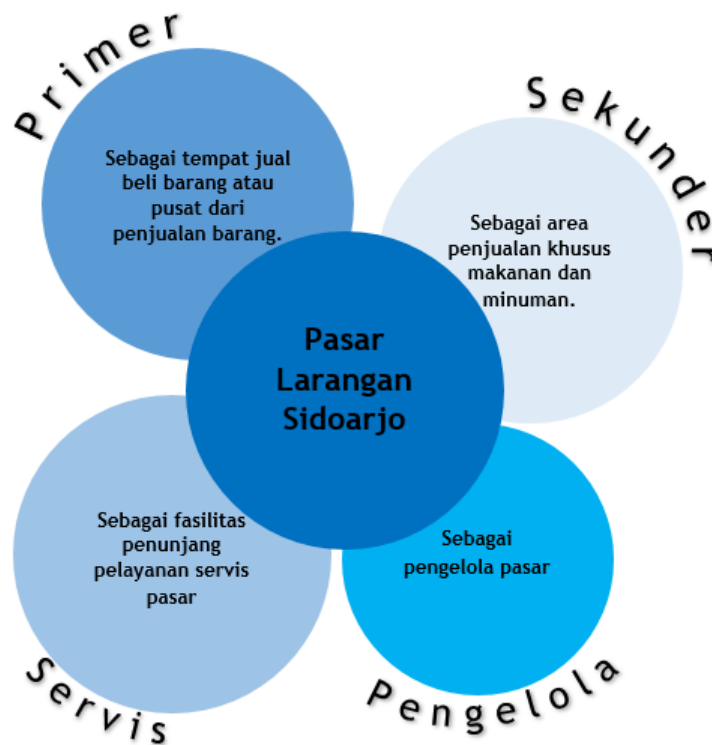 Primer
Sebagai tempat jual
beli barang atau
pusat dari
penjualan barang.
Sekunder
Sebagai area
penjualan khusus
makanan dan
minuman.
Pasar
Larangan
Sidoarjo
Sebagai fasilitas
penunjang
pelayanan servis
pasar
Servis
Sebagai
pengelola pasar
Pengelola